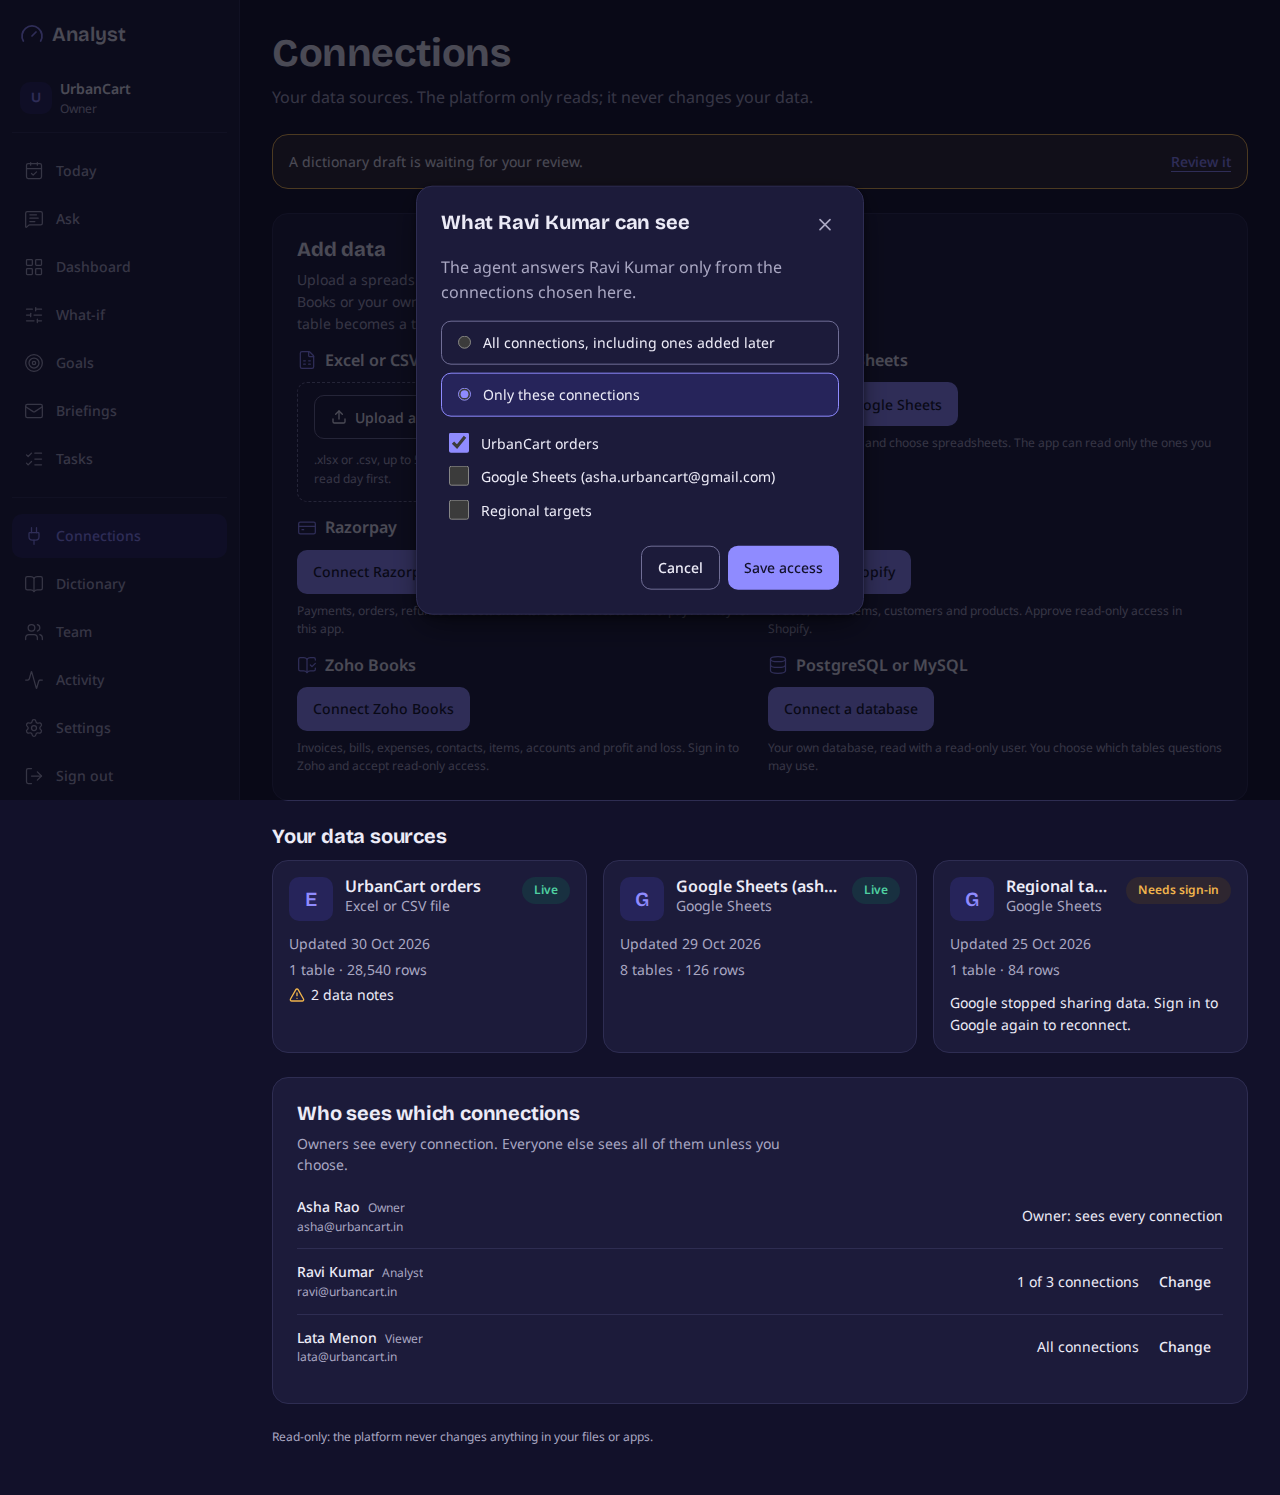 Analyst
U
UrbanCart
Owner
Today
Ask
Dashboard
What-if
Goals
Briefings
Tasks
Connections
Dictionary
Team
Activity
Settings
Sign out
Connections
Your data sources. The platform only reads; it never changes your data.
A dictionary draft is waiting for your review.
Review it
Add data
Upload a spreads
Books or your own
table becomes a t
Excel or CSV
Upload a
.xlsx or .csv, up to
read day first.
heets
ogle Sheets
and choose spreadsheets. The app can read only the ones you
Razorpay
Connect Razorp
Payments, orders,
this app.
opify
ems, customers and products. Approve read-only access in
Shopify.
Zoho Books
Connect Zoho Books
Invoices, bills, expenses, contacts, items, accounts and profit and loss. Sign in to
Zoho and accept read-only access.
PostgreSQL or MySQL
Connect a database
Your own database, read with a read-only user. You choose which tables questions
may use.
What Ravi Kumar can see
The agent answers Ravi Kumar only from the
connections chosen here.
All connections, including ones added later
Only these connections
UrbanCart orders
Google Sheets (asha.urbancart@gmail.com)
Regional targets
Cancel
Save access
Your data sources
E
UrbanCart orders
Excel or CSV file
Live
Updated 30 Oct 2026
1 table · 28,540 rows
2 data notes
G
Google Sheets (ash…
Google Sheets
Live
Updated 29 Oct 2026
8 tables · 126 rows
G
Regional ta…
Google Sheets
Needs sign-in
Updated 25 Oct 2026
1 table · 84 rows
Google stopped sharing data. Sign in to
Google again to reconnect.
Who sees which connections
Owners see every connection. Everyone else sees all of them unless you
choose.
Asha Rao Owner
asha@urbancart.in
Owner: sees every connection
Ravi Kumar Analyst
ravi@urbancart.in
1 of 3 connections
Change
Lata Menon Viewer
lata@urbancart.in
All connections
Change
Read-only: the platform never changes anything in your files or apps.